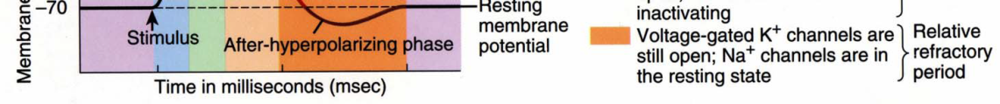 Membrane
–70
Stimulus
After-hyperpolarizing phase
Resting
membrane
potential
Time in milliseconds (msec)
inactivating
Voltage-gated K+ channels are
still open; Na+ channels are in
the resting state
Relative
refractory
period